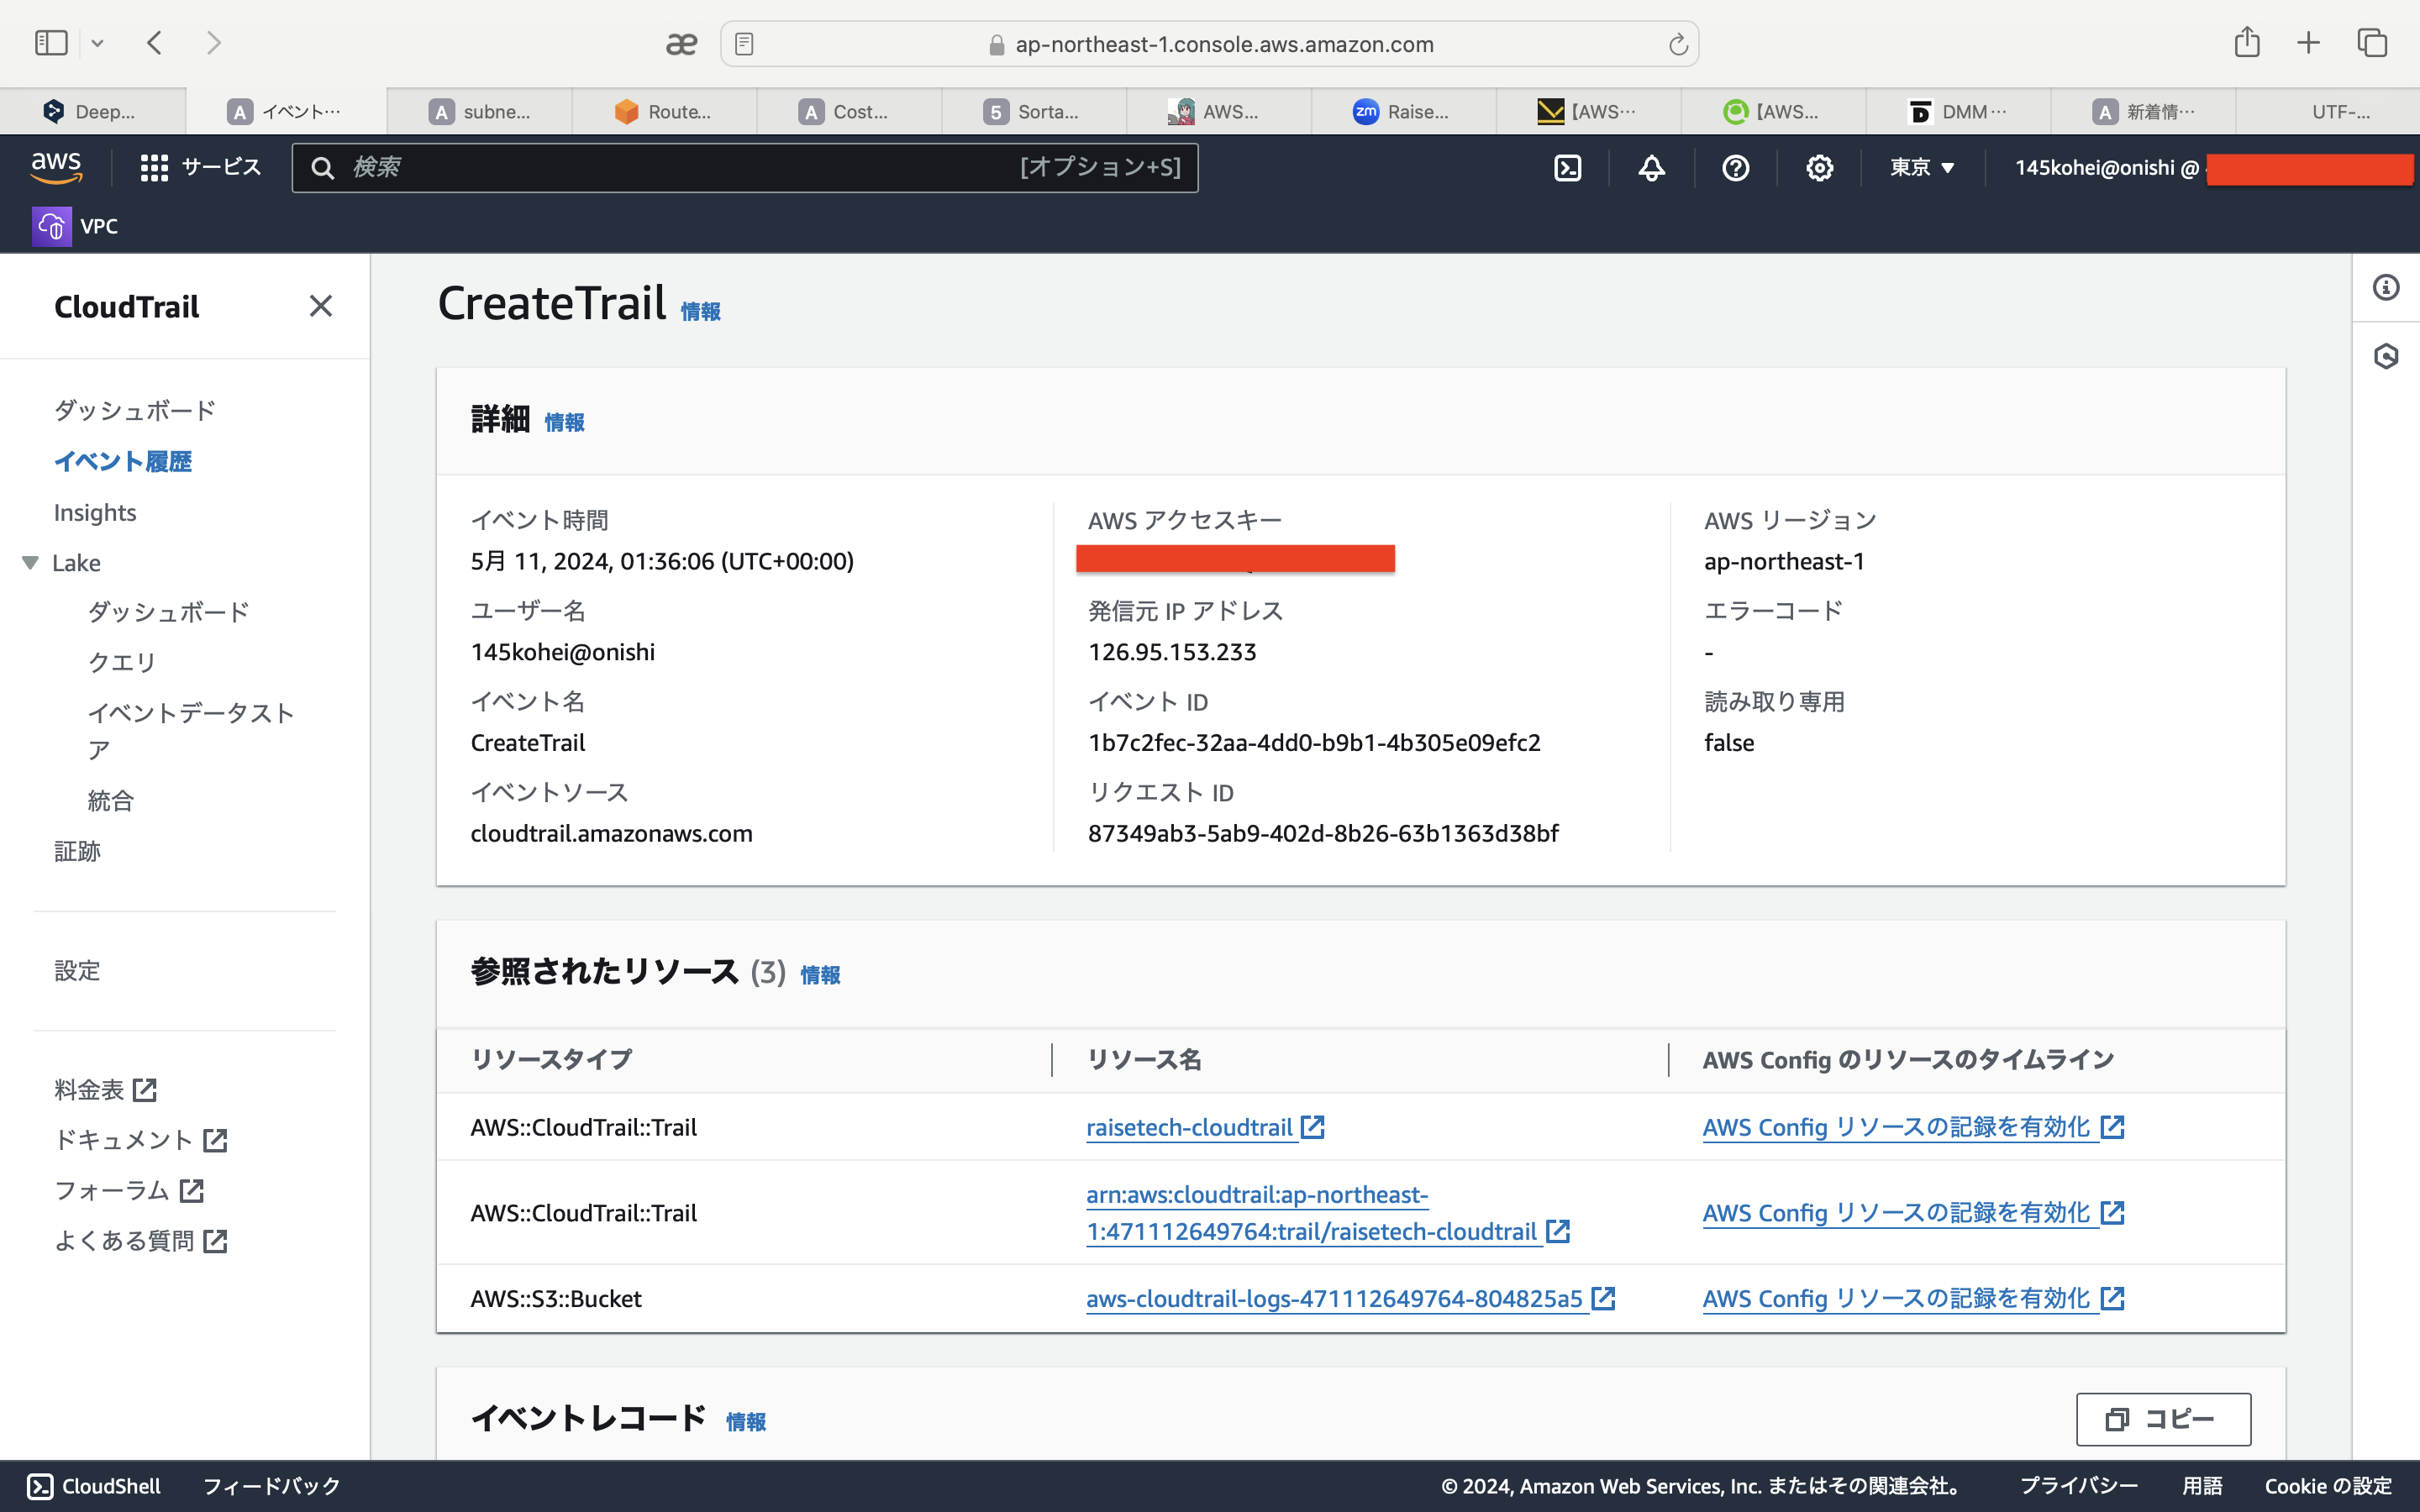 ap-northeast-1.console.aws.amazon.com
Deep...
A イベント…
A subne...
Route...
A Cost...
5 Sorta...
AWS...
zm Raise...
【AWS…
【AWS...
DMM…
A 新着情…
UTF-...
aws
サービス
検索 [オプション+S]
東京
145kohei@onishi @
VPC
CloudTrail
ダッシュボード
イベント履歴
Insights
Lake
ダッシュボード
クエリ
イベントデータスト
ア
統合
証跡
設定
料金表
ドキュメント
フォーラム
よくある質問
CreateTrail 情報
詳細 情報
イベント時間
5月 11, 2024, 01:36:06 (UTC+00:00)
ユーザー名
145kohei@onishi
イベント名
CreateTrail
イベントソース
cloudtrail.amazonaws.com
AWS アクセスキー
発信元 IP アドレス
126.95.153.233
イベント ID
1b7c2fec-32aa-4dd0-b9b1-4b305e09efc2
リクエスト ID
87349ab3-5ab9-402d-8b26-63b1363d38bf
AWS リージョン
ap-northeast-1
エラーコード
-
読み取り専用
false
参照されたリソース (3) 情報
リソースタイプ リソース名 AWS Config のリソースのタイムライン
AWS::CloudTrail::Trail raisetech-cloudtrail AWS Config リソースの記録を有効化
AWS::CloudTrail::Trail arn:aws:cloudtrail:ap-northeast-
1:471112649764:trail/raisetech-cloudtrail AWS Config リソースの記録を有効化
AWS::S3::Bucket aws-cloudtrail-logs-471112649764-804825a5 AWS Config リソースの記録を有効化
イベントレコード 情報
コピー
CloudShell フィードバック © 2024, Amazon Web Services, Inc. またはその関連会社。 プライバシー 用語 Cookie の設定